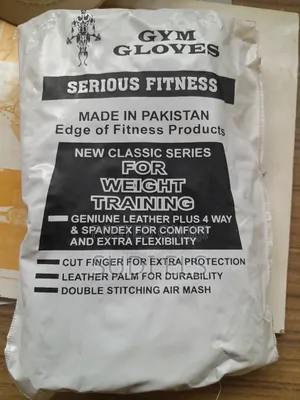 GYM
GLOVES
SERIOUS FITNESS
MADE IN PAKISTAN
Edge of Fitness Products
NEW CLASSIC SERIES
FOR
WEIGHT
TRAINING
GENIUNE LEATHER PLUS 4 WAY
& SPANDEX FOR COMFORT
AND EXTRA FLEXIBILITY
CUT FINGER FOR EXTRA PROTECTION
LEATHER PALM FOR DURABILITY
DOUBLE STITCHING AIR MASH